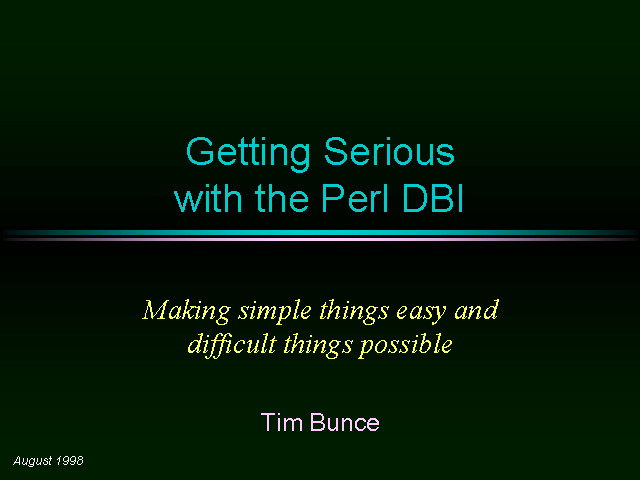 Getting Serious
with the Perl DBI
Making simple things easy and
difficult things possible
Tim Bunce
August 1998